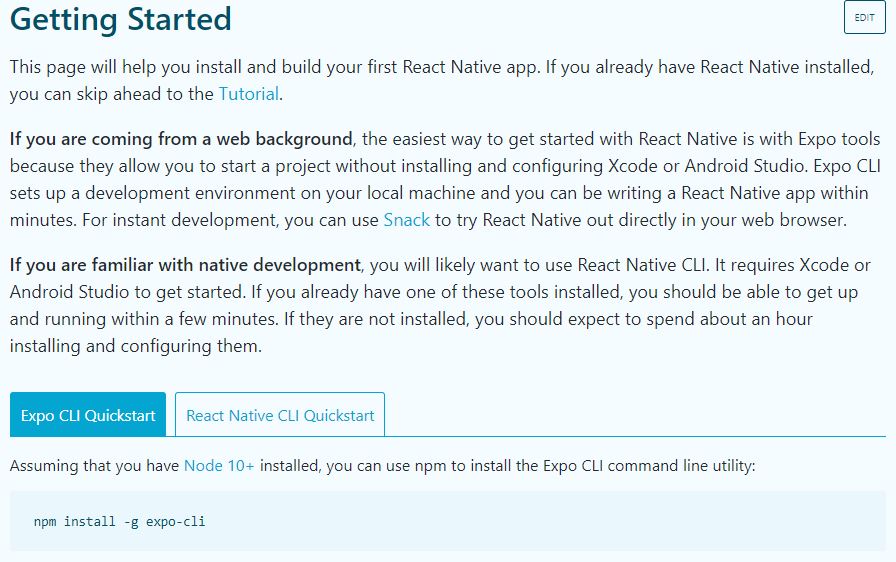 Getting Started
EDIT
This page will help you install and build your first React Native app. If you already have React Native installed,
you can skip ahead to the Tutorial.
If you are coming from a web background, the easiest way to get started with React Native is with Expo tools
because they allow you to start a project without installing and configuring Xcode or Android Studio. Expo CLI
sets up a development environment on your local machine and you can be writing a React Native app within
minutes. For instant development, you can use Snack to try React Native out directly in your web browser.
If you are familiar with native development, you will likely want to use React Native CLI. It requires Xcode or
Android Studio to get started. If you already have one of these tools installed, you should be able to get up
and running within a few minutes. If they are not installed, you should expect to spend about an hour
installing and configuring them.
Expo CLI Quickstart
React Native CLI Quickstart
Assuming that you have Node 10+ installed, you can use npm to install the Expo CLI command line utility:
npm install -g expo-cli